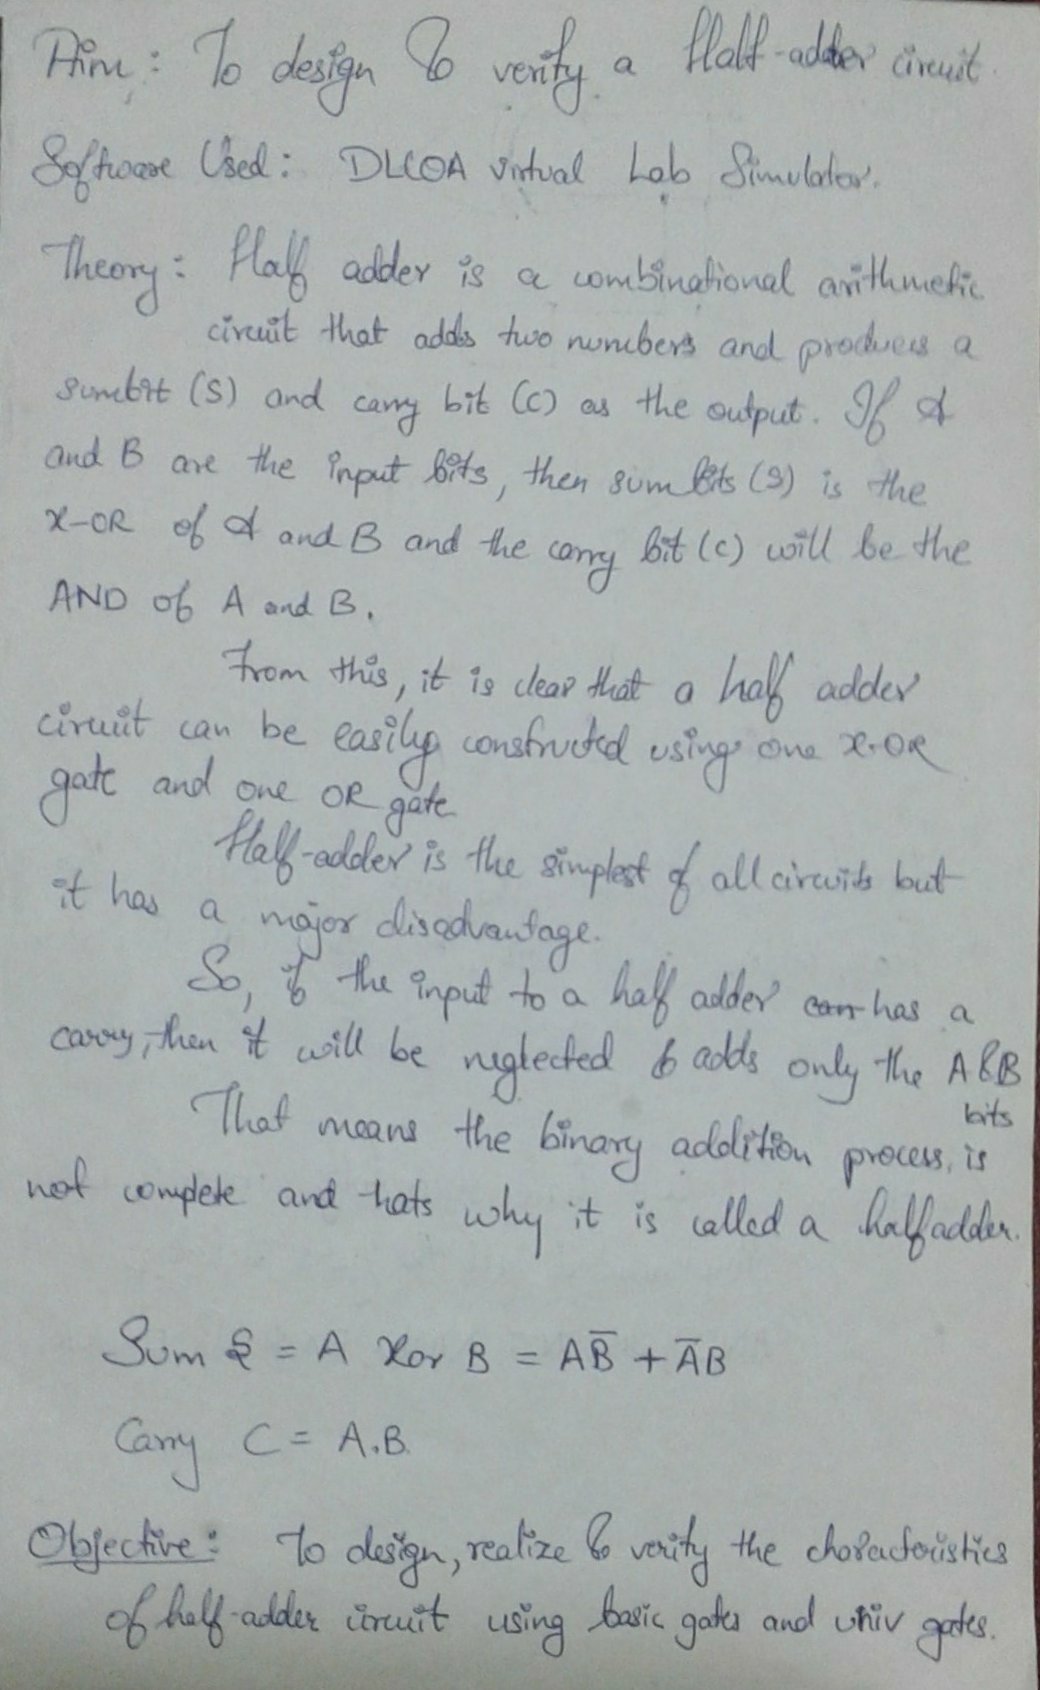 Aim: To design & verify a Half-adder circuit.
Software Used: DLCOA virtual Lab Simulator.
Theory: Half adder is a combinational arithmetic
circuit that adds two numbers and produces a
sumbit (S) and carry bit (C) as the output. If A
and B are the input bits, then sum bits (S) is the
X-OR of A and B and the carry bit (C) will be the
AND of A and B.
From this, it is clear that a half adder
circuit can be easily constructed using one X-OR
gate and one OR gate
Half-adder is the simplest of all circuits but
it has a major disadvantage.
So, if the input to a half adder has a
carry, then it will be neglected & adds only the A&B
bits
That means the binary addition process, is
not complete and thats why it is called a halfadder.
Sum S = A Xor B = AB̅ + A̅B
Carry C = A.B.
Objective: To design, realize & verify the characteristics
of half-adder circuit using basic gates and univ gates.